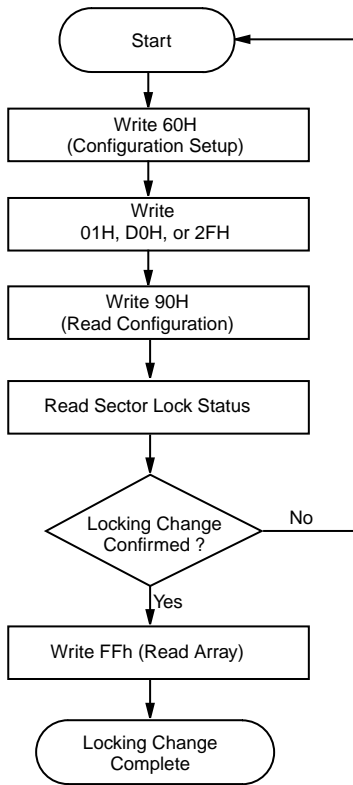 Start
Write 60H
(Configuration Setup)
Write
01H, D0H, or 2FH
Write 90H
(Read Configuration)
Read Sector Lock Status
Locking Change
Confirmed ?
No
Yes
Write FFh (Read Array)
Locking Change
Complete